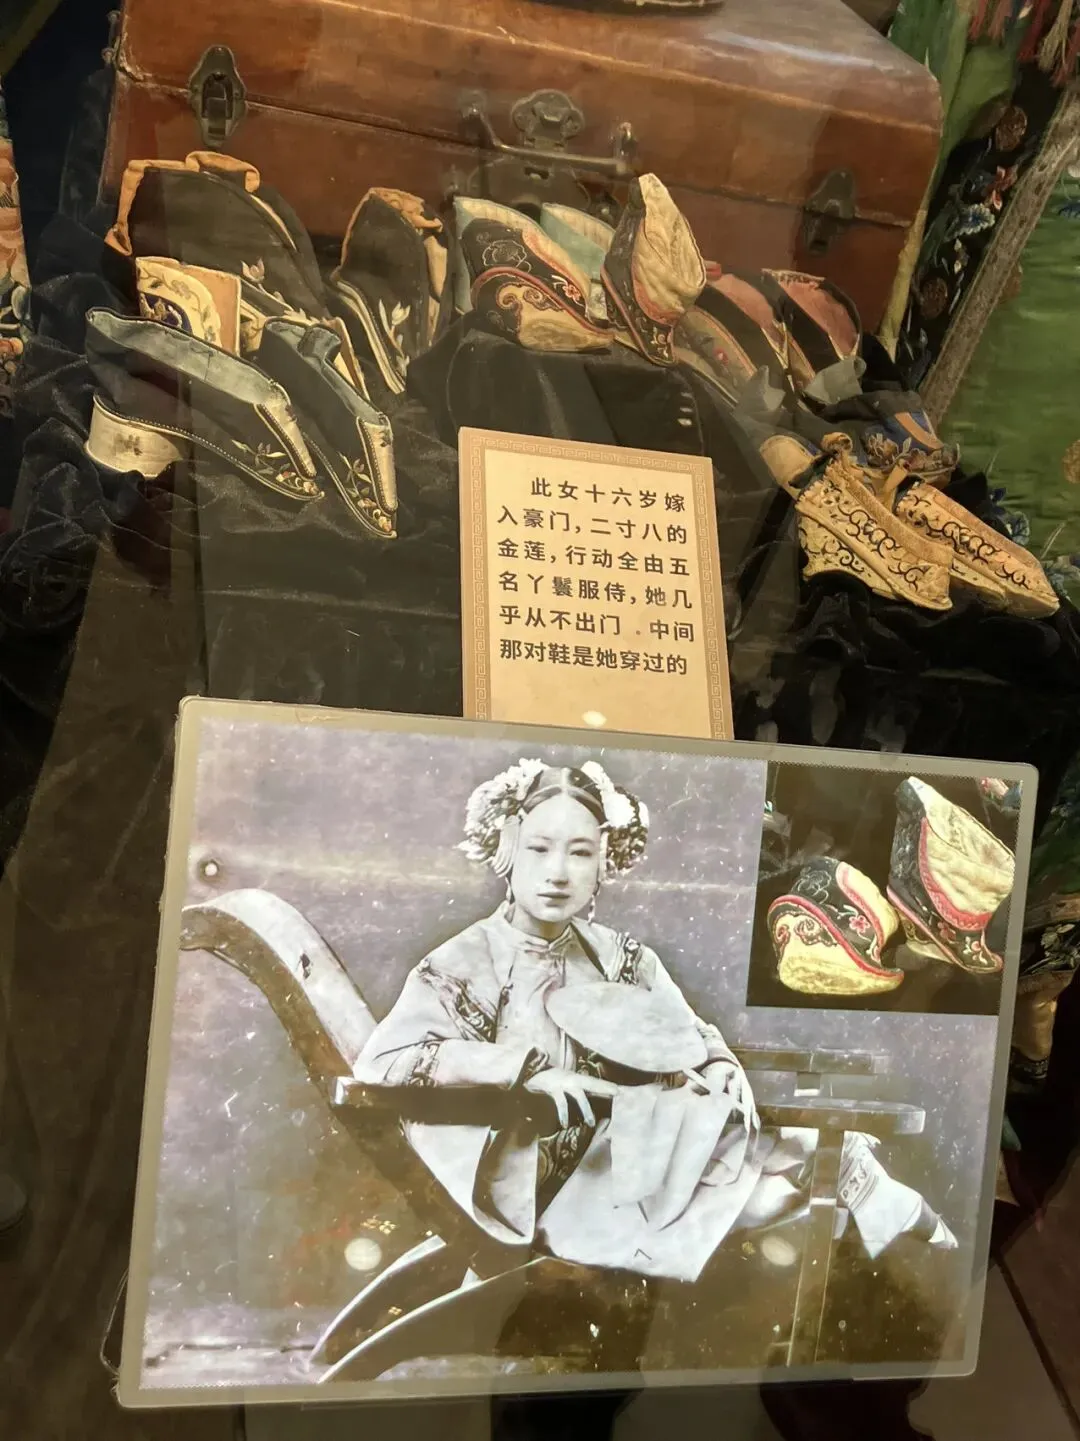 此女十六岁嫁
入豪门，二寸八的
金莲，行动全由五
名丫鬟服侍，她几
乎从不出门。中间
那对鞋是她穿过的